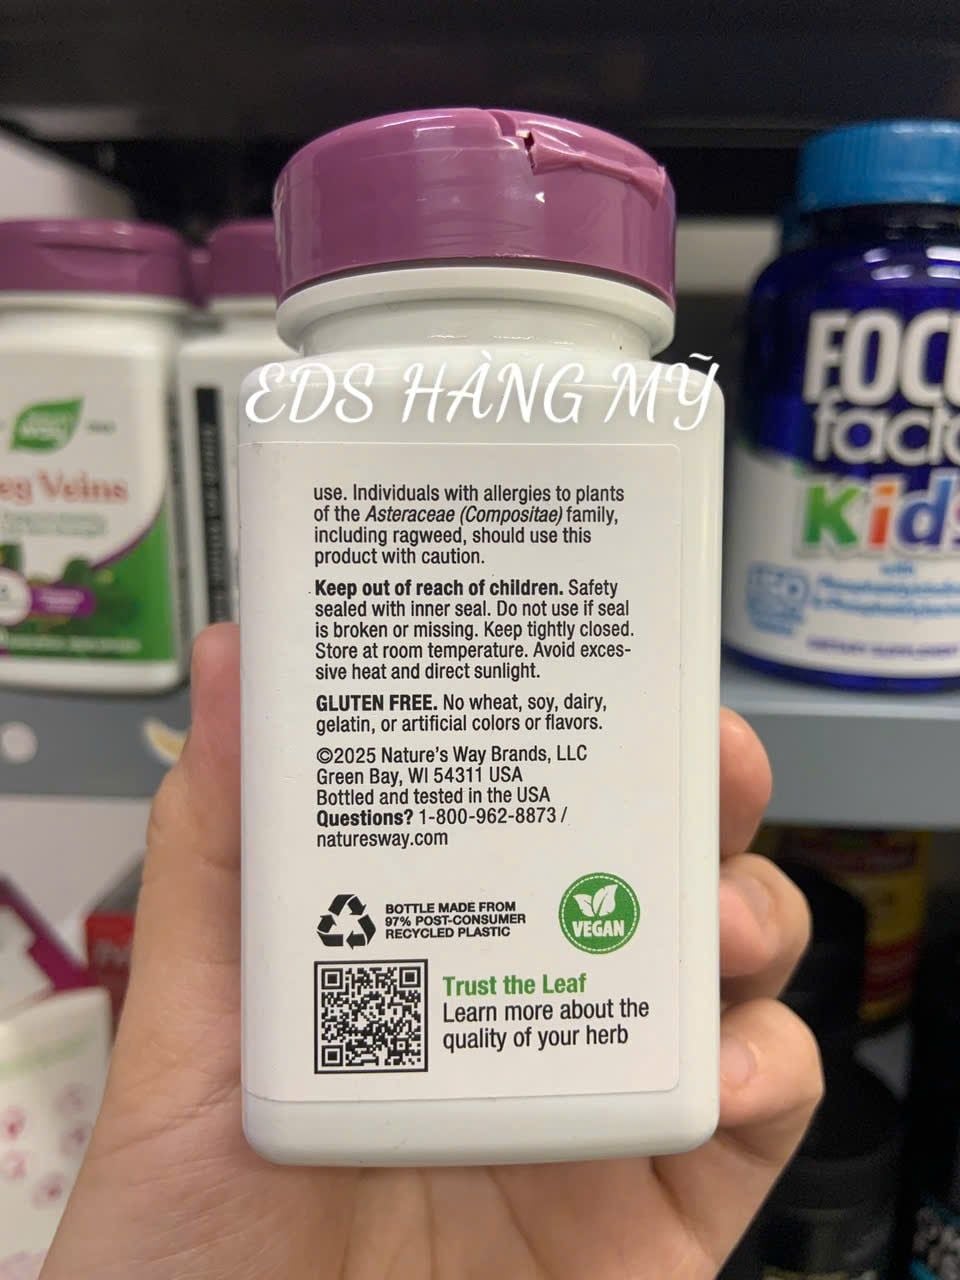 EDS HÀNG MỸ
use. Individuals with allergies to plants
of the Asteraceae (Compositae) family,
including ragweed, should use this
product with caution.
Keep out of reach of children. Safety
sealed with inner seal. Do not use if seal
is broken or missing. Keep tightly closed.
Store at room temperature. Avoid exces-
sive heat and direct sunlight.
GLUTEN FREE. No wheat, soy, dairy,
gelatin, or artificial colors or flavors.
©2025 Nature's Way Brands, LLC
Green Bay, WI 54311 USA
Bottled and tested in the USA
Questions? 1-800-962-8873 /
naturesway.com
BOTTLE MADE FROM
97% POST-CONSUMER
RECYCLED PLASTIC
VEGAN
Trust the Leaf
Learn more about the
quality of your herb
Veins
FOCU
facto
Kids
with